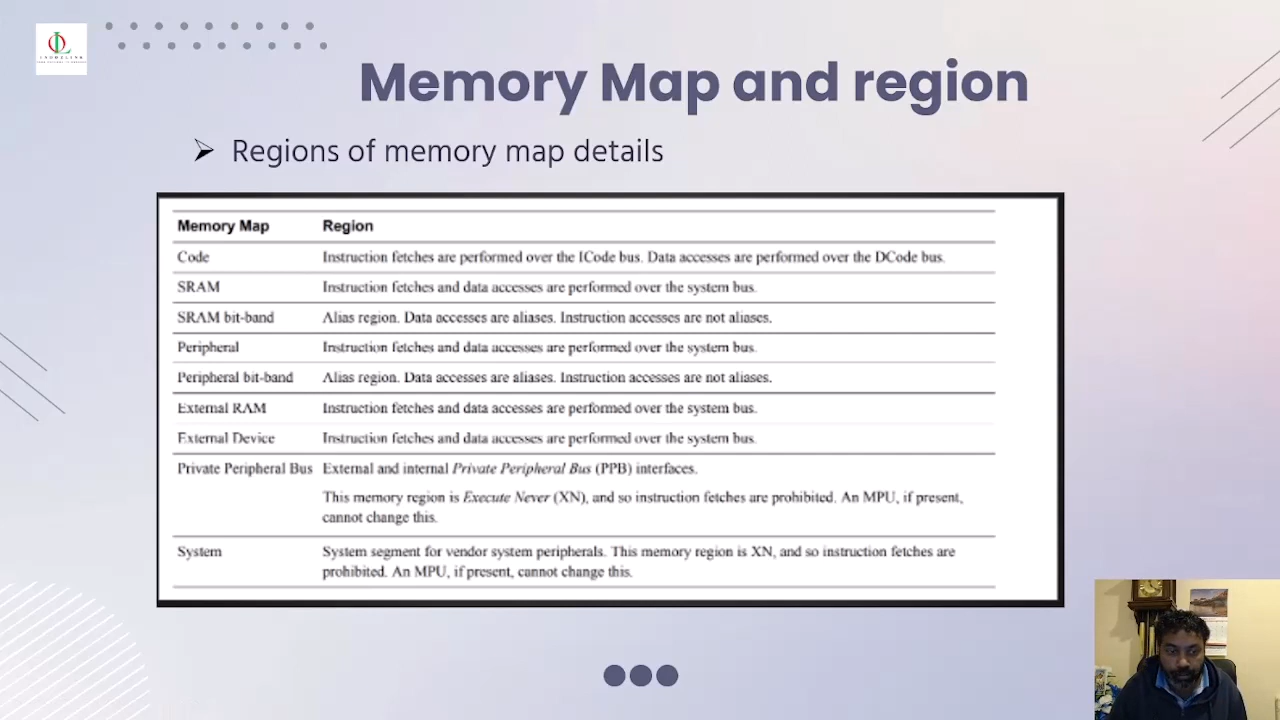 Memory Map and region
Regions of memory map details
Memory Map Region
Code Instruction fetches are performed over the ICode bus. Data accesses are performed over the DCode bus.
SRAM Instruction fetches and data accesses are performed over the system bus.
SRAM bit-band Alias region. Data accesses are aliases. Instruction accesses are not aliases.
Peripheral Instruction fetches and data accesses are performed over the system bus.
Peripheral bit-band Alias region. Data accesses are aliases. Instruction accesses are not aliases.
External RAM Instruction fetches and data accesses are performed over the system bus.
External Device Instruction fetches and data accesses are performed over the system bus.
Private Peripheral Bus External and internal Private Peripheral Bus (PPB) interfaces.
This memory region is Execute Never (XN), and so instruction fetches are prohibited. An MPU, if present,
cannot change this.
System System segment for vendor system peripherals. This memory region is XN, and so instruction fetches are
prohibited. An MPU, if present, cannot change this.